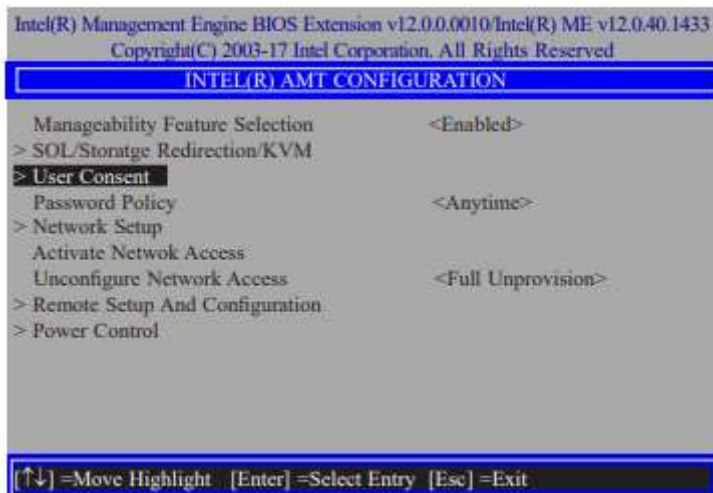 Intel(R) Management Engine BIOS Extension v12.0.0.0010/Intel(R) ME v12.0.40.1433
Copyright(C) 2003-17 Intel Corporation. All Rights Reserved
INTEL(R) AMT CONFIGURATION
Manageability Feature Selection <Enabled>
> SOL/Storatge Redirection/KVM
> User Consent
Password Policy <Anytime>
> Network Setup
Activate Netwok Access
Unconfigure Network Access <Full Unprovision>
> Remote Setup And Configuration
> Power Control
[↑↓] =Move Highlight [Enter] =Select Entry [Esc] =Exit